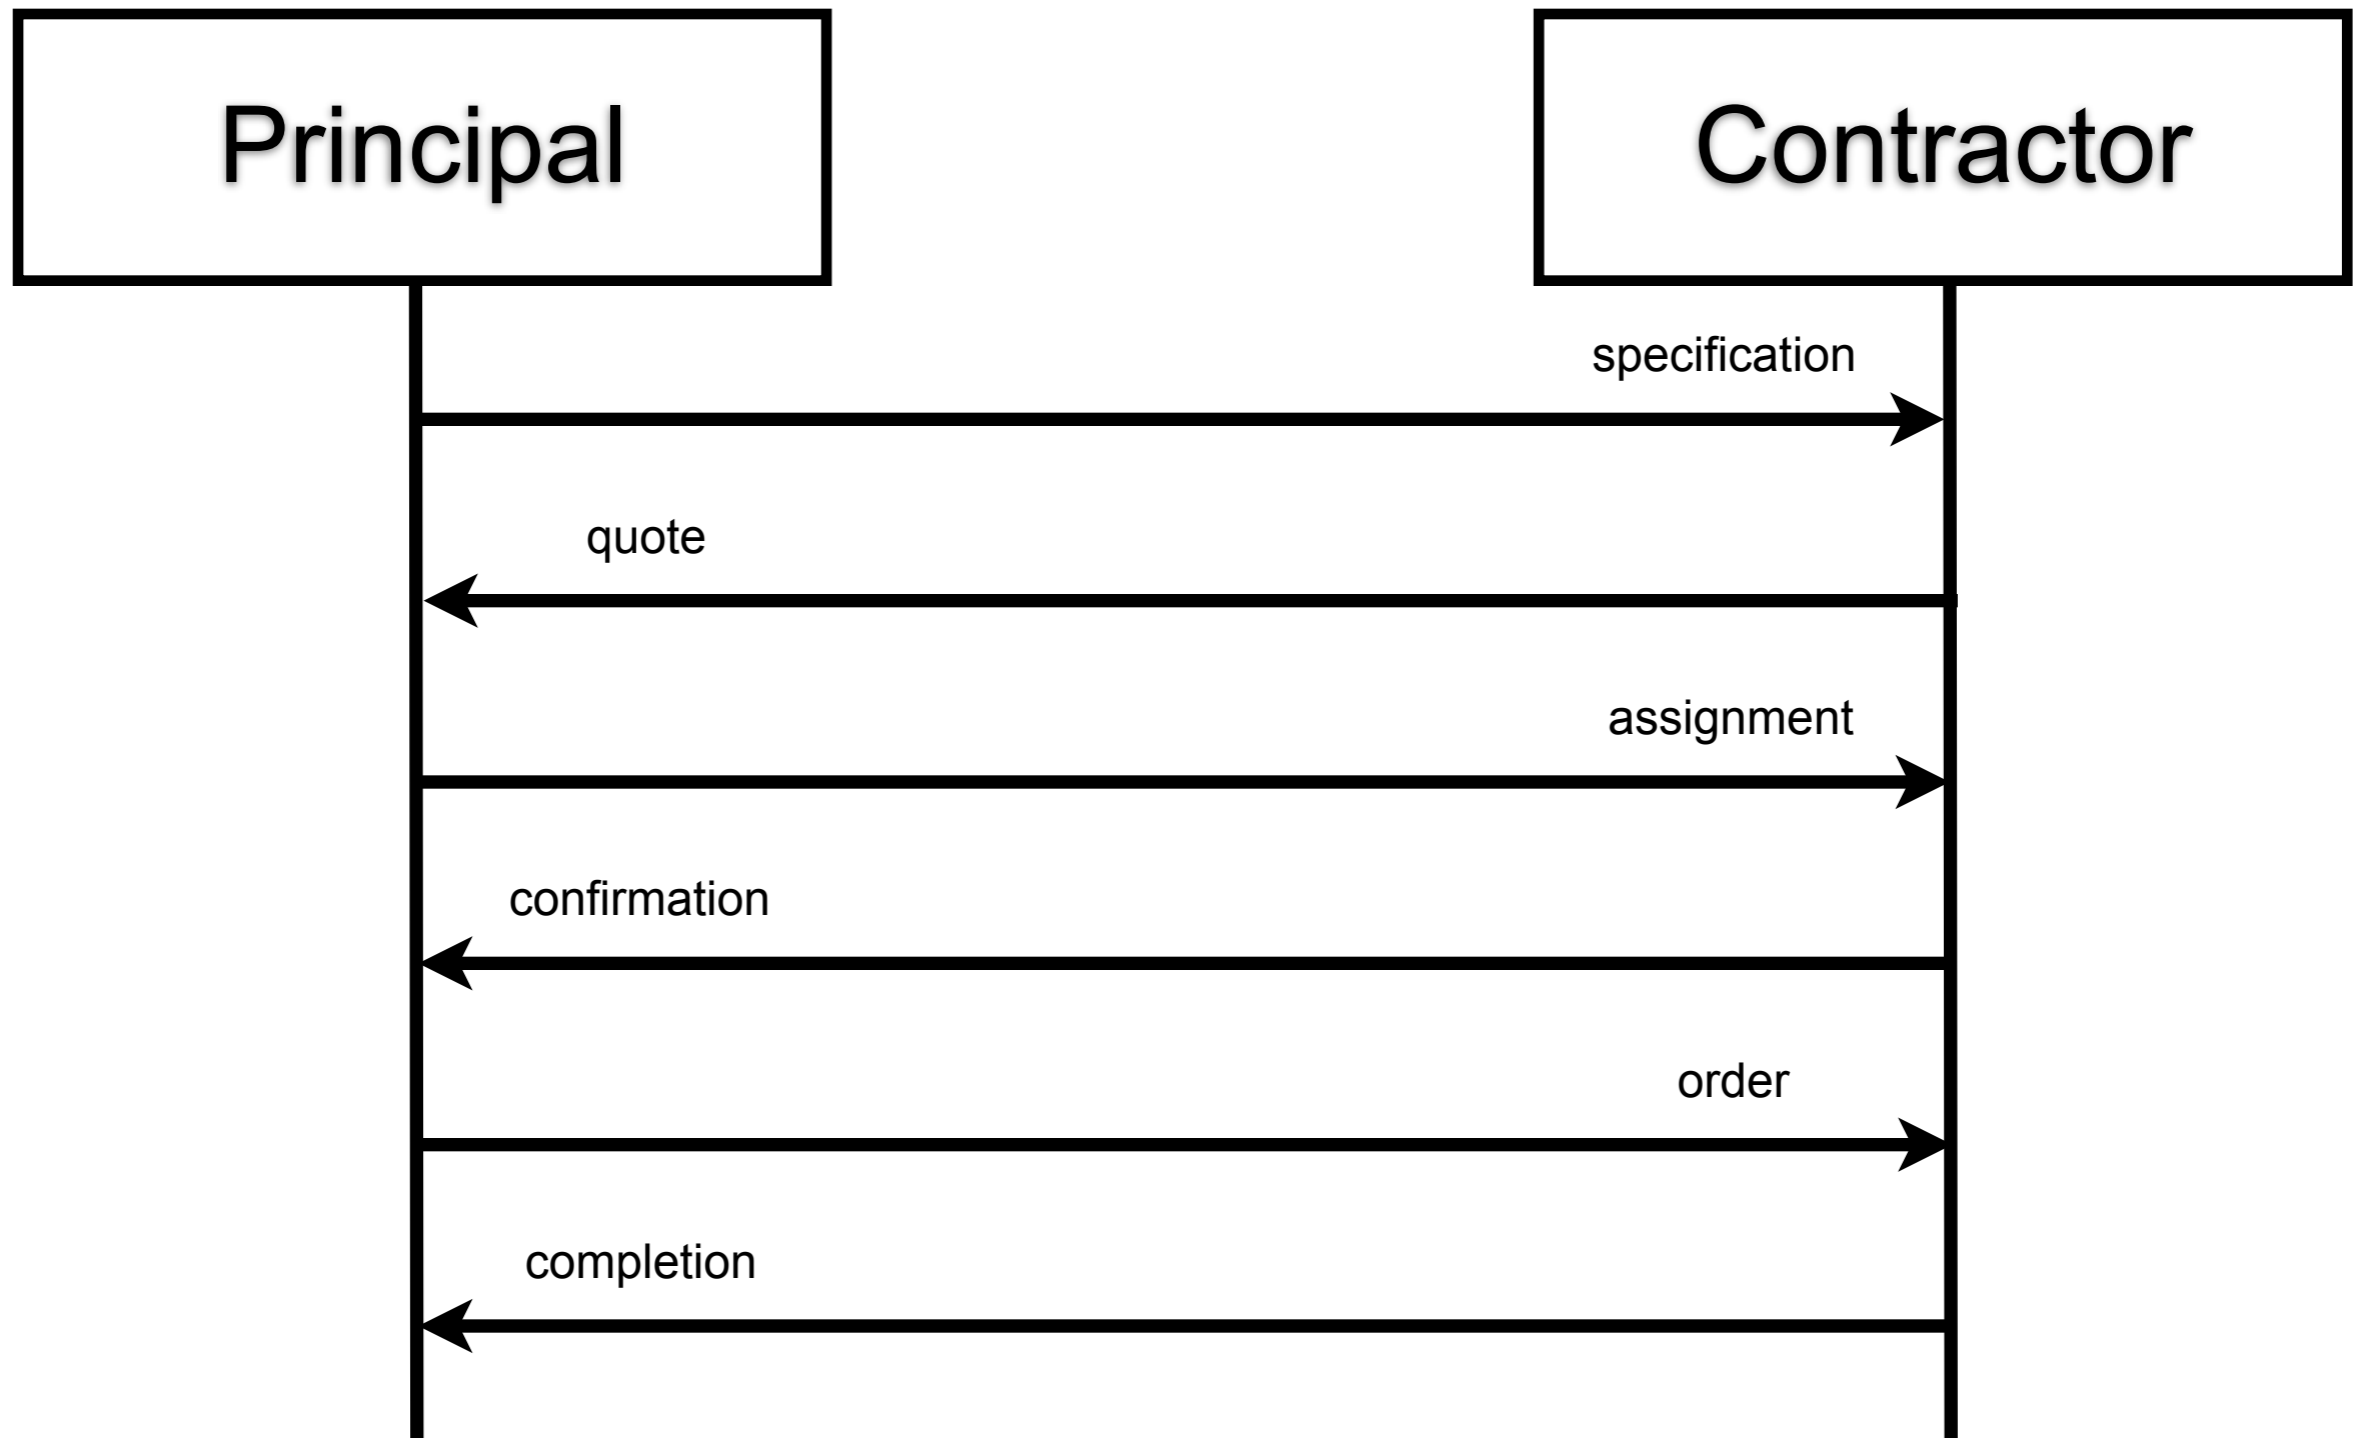 Principal
Contractor
specification
quote
assignment
confirmation
order
completion